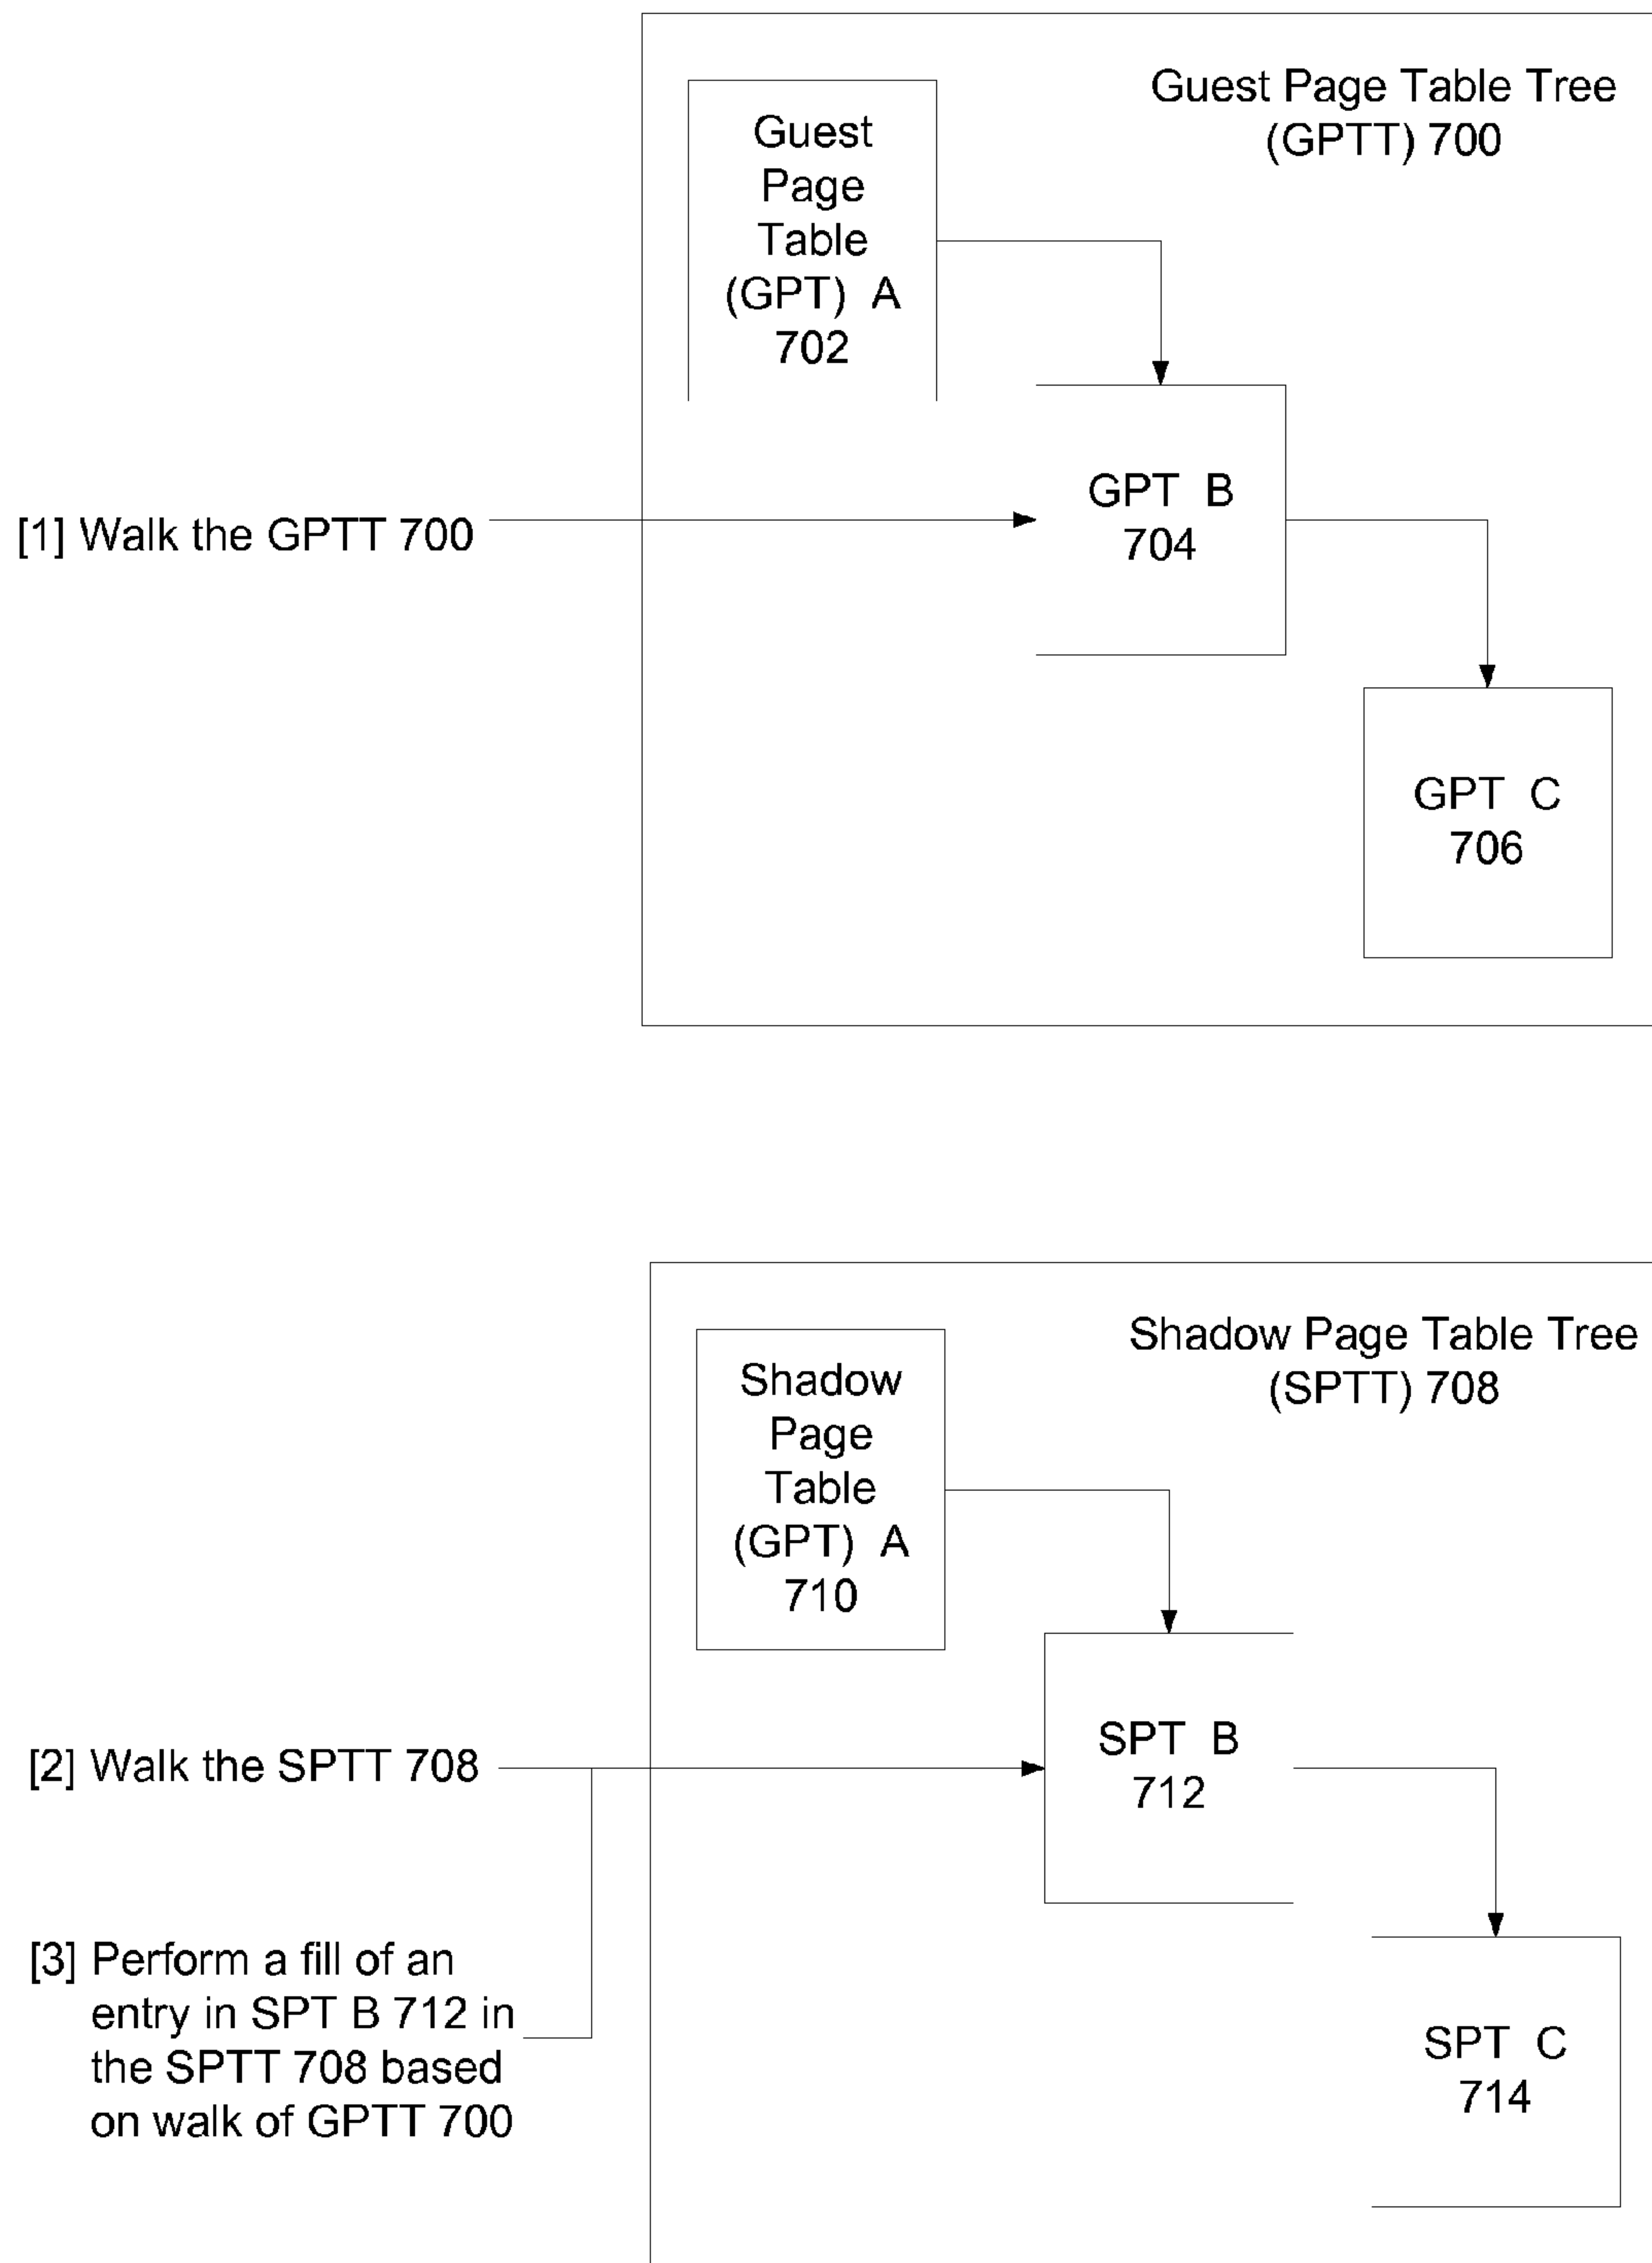 Guest Page Table Tree
(GPTT) 700
Guest
Page
Table
(GPT) A
702
[1] Walk the GPTT 700
GPT B
704
GPT C
706
Shadow Page Table Tree
(SPTT) 708
Shadow
Page
Table
(GPT) A
710
[2] Walk the SPTT 708
SPT B
712
[3] Perform a fill of an
entry in SPT B 712 in
the SPTT 708 based
on walk of GPTT 700
SPT C
714